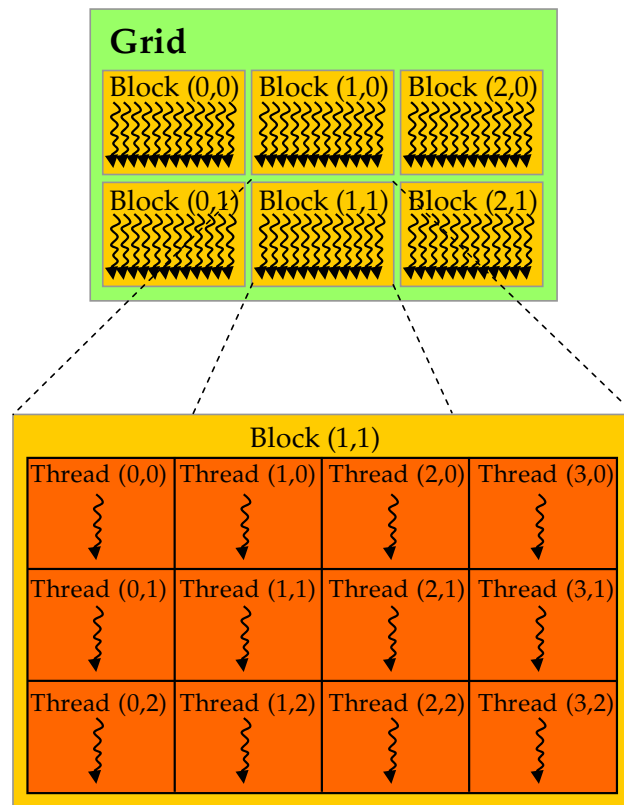 Grid
Block (0,0) Block (1,0) Block (2,0)
Block (0,1) Block (1,1) Block (2,1)
Block (1,1)
Thread (0,0) Thread (1,0) Thread (2,0) Thread (3,0)
Thread (0,1) Thread (1,1) Thread (2,1) Thread (3,1)
Thread (0,2) Thread (1,2) Thread (2,2) Thread (3,2)